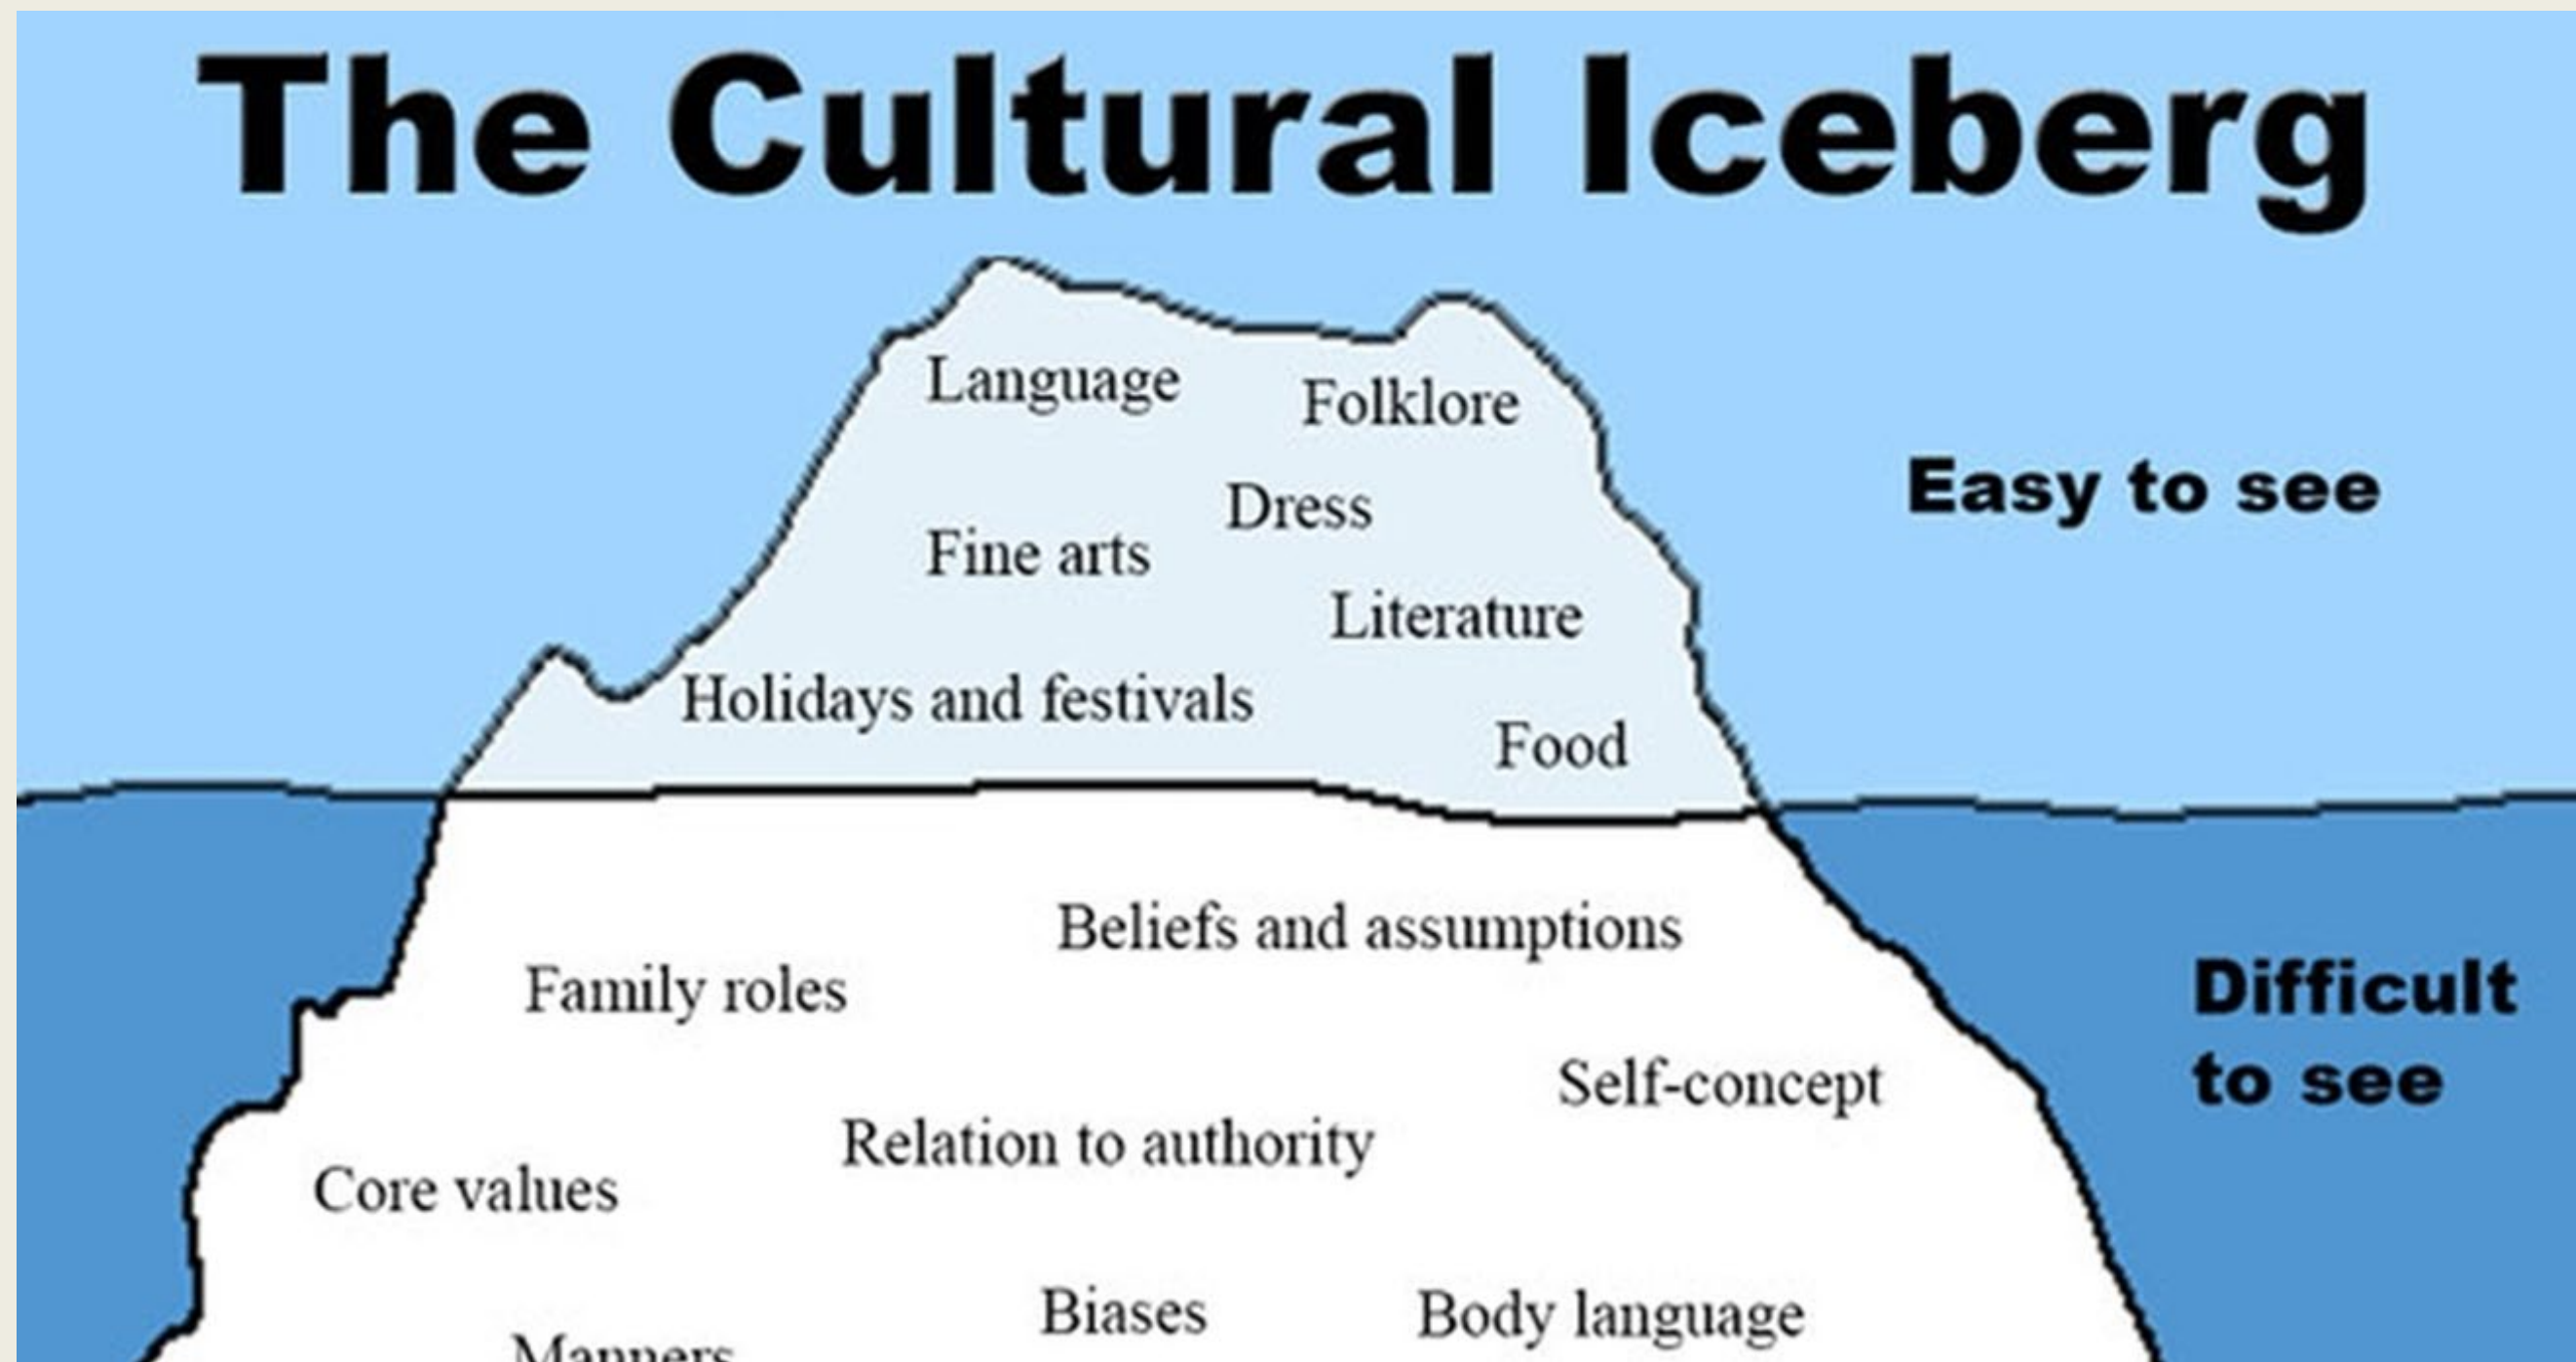 The Cultural Iceberg
Language
Folklore
Easy to see
Dress
Fine arts
Literature
Holidays and festivals
Food
Beliefs and assumptions
Family roles
Difficult
to see
Self-concept
Relation to authority
Core values
Biases
Body language
Manners